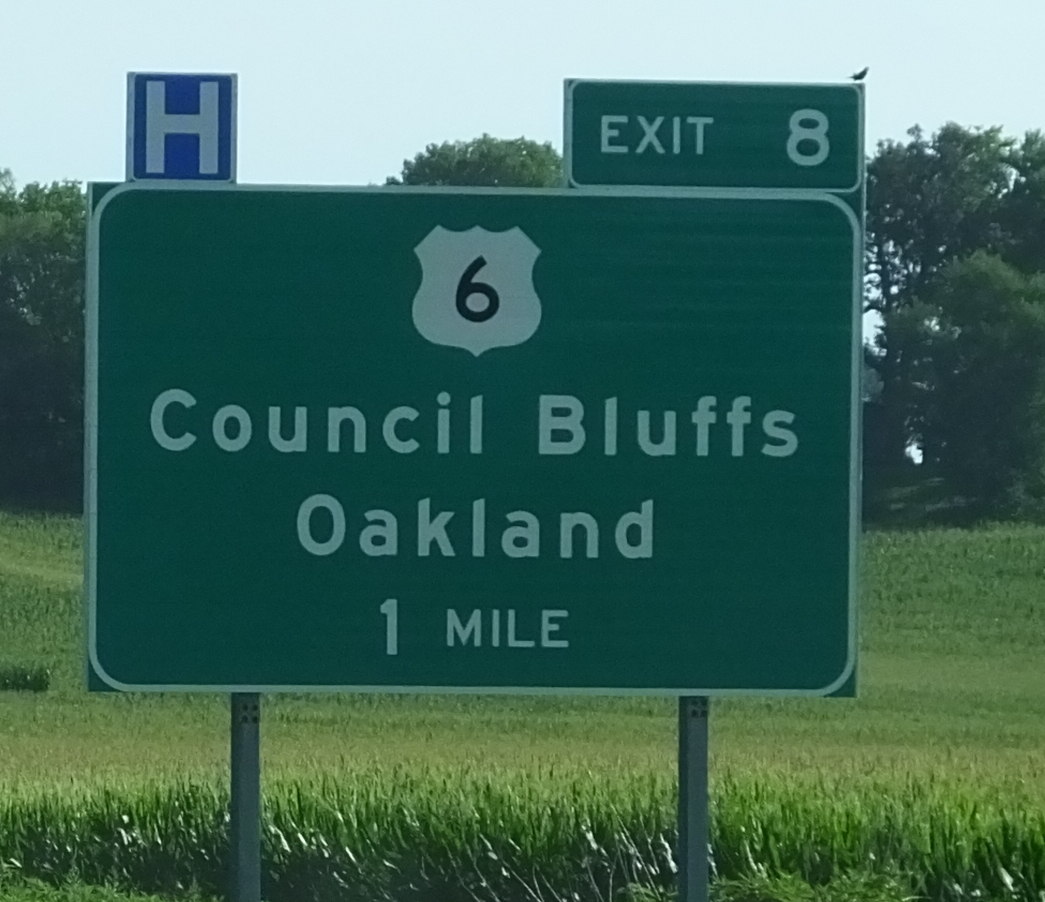 H
EXIT 8
6
Council Bluffs
Oakland
1 MILE